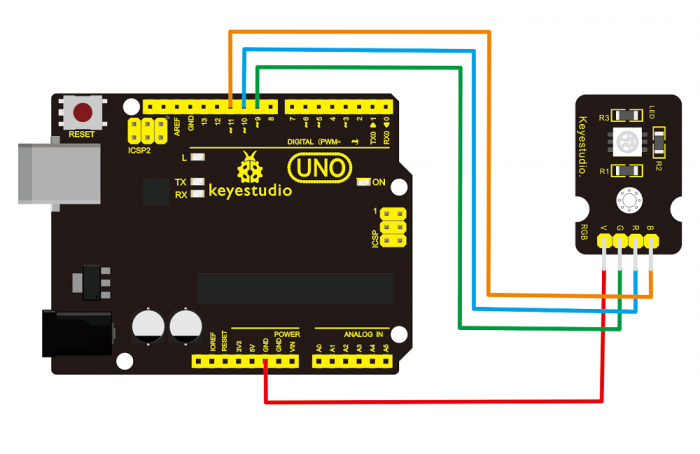 RESET
ICSP2
AREF
GND
13
12
~11
~10
~9
8
7
~6
~5
4
~3
2
TX0▶1
RX0◀0
DIGITAL (PWM~
L
TX
RX
keyestudio
UNO
ON
1
ICSP
IOREF
RESET
3V3
5V
GND
GND
VIN
POWER
ANALOG IN
A0
A1
A2
A3
A4
A5
Keyestudio.
R3
LED
R2
R1
RGB
V
G
R
B